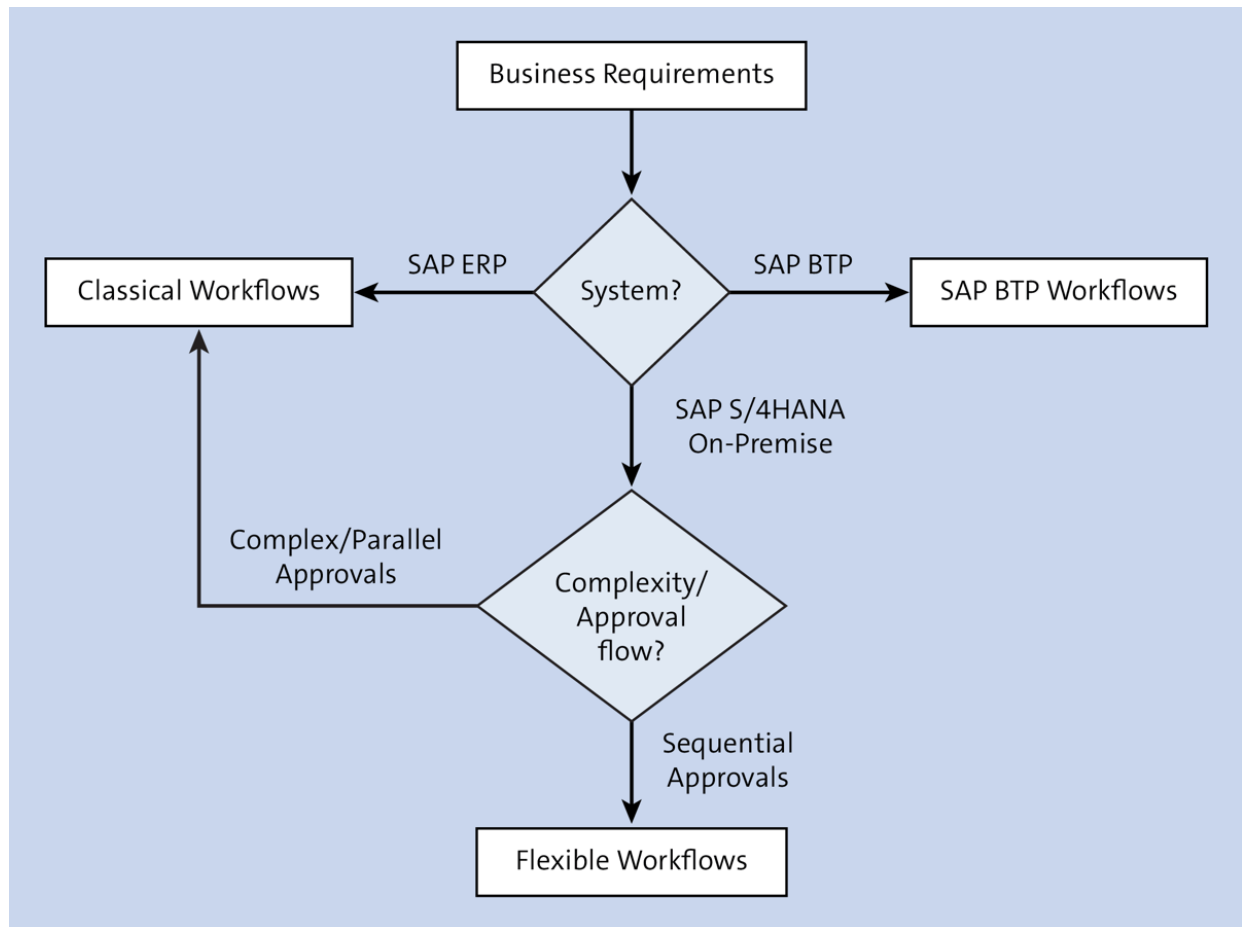 Business Requirements
SAP ERP
SAP BTP
Classical Workflows
System?
SAP BTP Workflows
SAP S/4HANA
On-Premise
Complex/Parallel
Approvals
Complexity/
Approval
flow?
Sequential
Approvals
Flexible Workflows